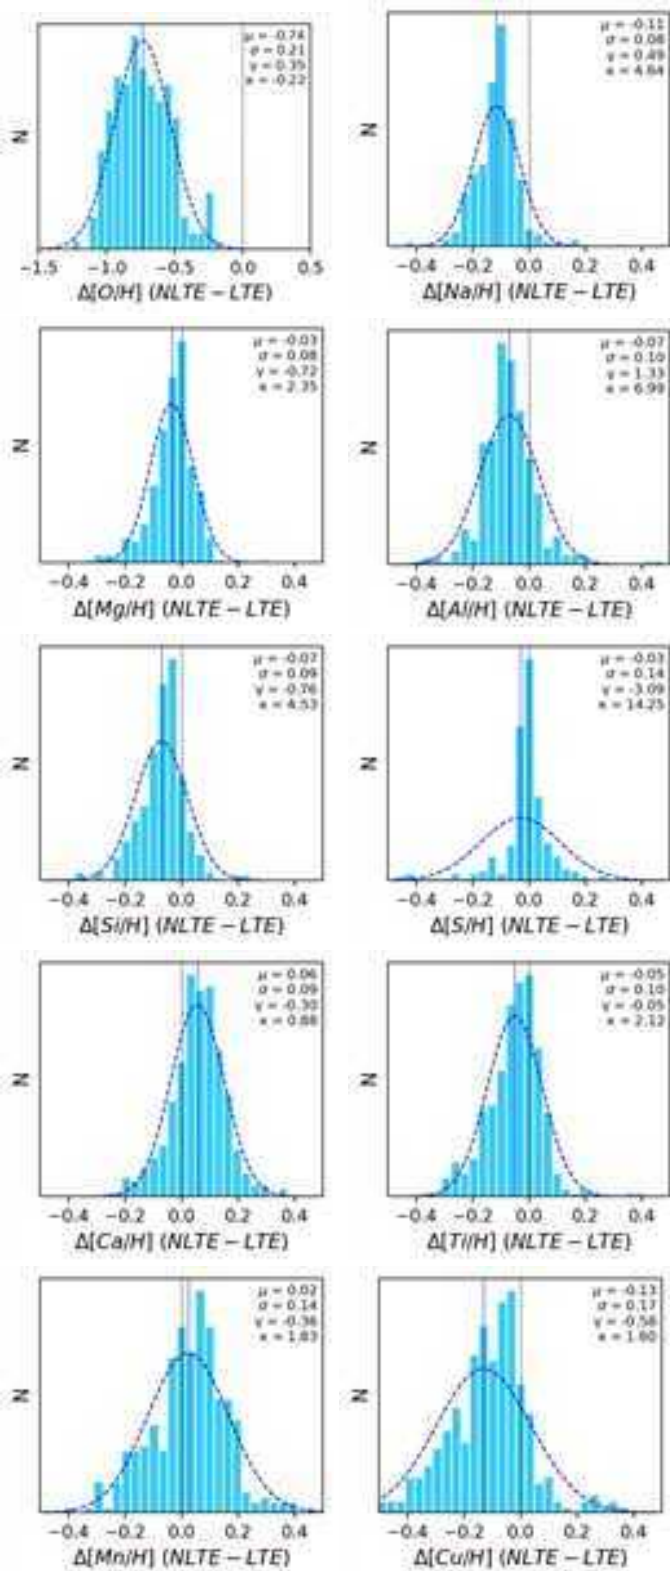 μ = -0.74
σ = 0.21
γ = 0.35
κ = -0.22
N
−1.5 −1.0 −0.5 0.0 0.5
Δ[O/H] (NLTE − LTE)
μ = -0.11
σ = 0.08
γ = 0.49
κ = 4.64
N
−0.4 −0.2 0.0 0.2 0.4
Δ[Na/H] (NLTE − LTE)
μ = -0.03
σ = 0.08
γ = -0.72
κ = 2.35
N
−0.4 −0.2 0.0 0.2 0.4
Δ[Mg/H] (NLTE − LTE)
μ = -0.07
σ = 0.10
γ = 1.33
κ = 6.99
N
−0.4 −0.2 0.0 0.2 0.4
Δ[Al/H] (NLTE − LTE)
μ = -0.07
σ = 0.09
γ = -0.76
κ = 4.53
N
−0.4 −0.2 0.0 0.2 0.4
Δ[Si/H] (NLTE − LTE)
μ = -0.03
σ = 0.14
γ = -3.09
κ = 14.25
N
−0.4 −0.2 0.0 0.2 0.4
Δ[S/H] (NLTE − LTE)
μ = 0.06
σ = 0.09
γ = -0.30
κ = 0.88
N
−0.4 −0.2 0.0 0.2 0.4
Δ[Ca/H] (NLTE − LTE)
μ = -0.05
σ = 0.10
γ = -0.05
κ = 2.12
N
−0.4 −0.2 0.0 0.2 0.4
Δ[Ti/H] (NLTE − LTE)
μ = 0.02
σ = 0.14
γ = -0.36
κ = 1.83
N
−0.4 −0.2 0.0 0.2 0.4
Δ[Mn/H] (NLTE − LTE)
μ = -0.13
σ = 0.17
γ = -0.56
κ = 1.60
N
−0.4 −0.2 0.0 0.2 0.4
Δ[Cu/H] (NLTE − LTE)